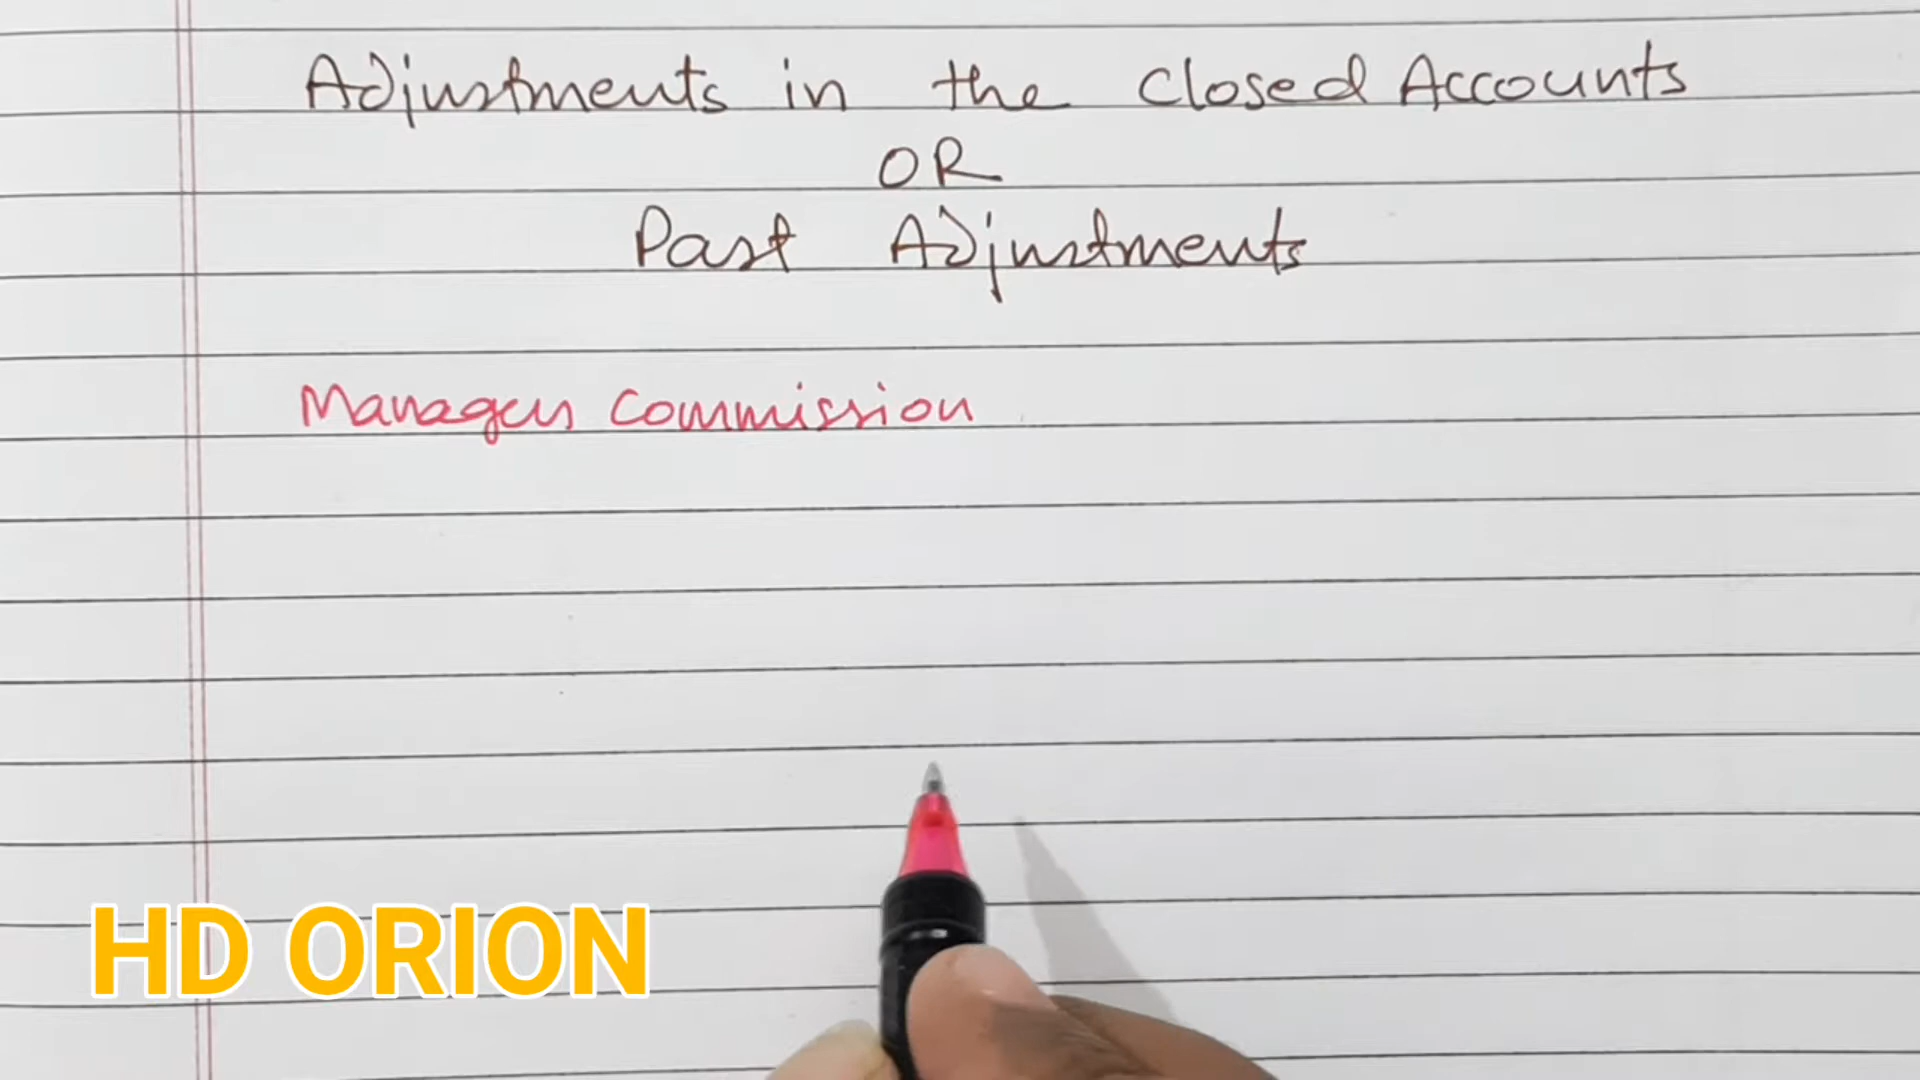 Adjustments in the Closed Accounts
OR
Past Adjustments
Managers Commission
HD ORION